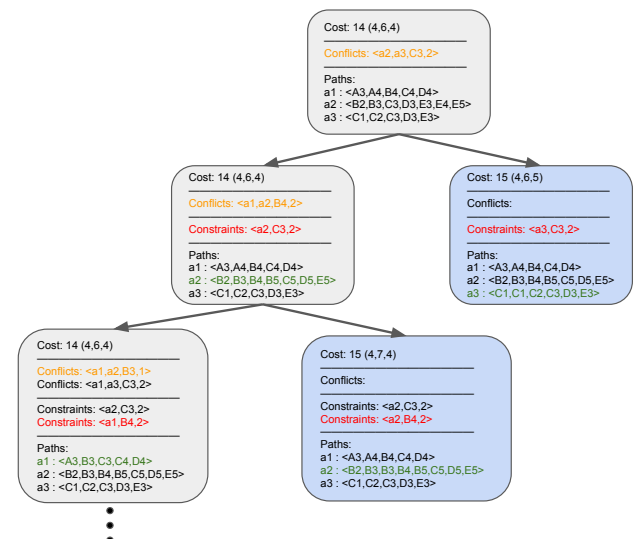 Cost: 14 (4,6,4)
Conflicts: <a2,a3,C3,2>
Paths:
a1 : <A3,A4,B4,C4,D4>
a2 : <B2,B3,C3,D3,E3,E4,E5>
a3 : <C1,C2,C3,D3,E3>
Cost: 14 (4,6,4)
Conflicts: <a1,a2,B4,2>
Constraints: <a2,C3,2>
Paths:
a1 : <A3,A4,B4,C4,D4>
a2 : <B2,B3,B4,B5,C5,D5,E5>
a3 : <C1,C2,C3,D3,E3>
Cost: 15 (4,6,5)
Conflicts:
Constraints: <a3,C3,2>
Paths:
a1 : <A3,A4,B4,C4,D4>
a2 : <B2,B3,B4,B5,C5,D5,E5>
a3 : <C1,C1,C2,C3,D3,E3>
Cost: 14 (4,6,4)
Conflicts: <a1,a2,B3,1>
Conflicts: <a1,a3,C3,2>
Constraints: <a2,C3,2>
Constraints: <a1,B4,2>
Paths:
a1 : <A3,B3,C3,C4,D4>
a2 : <B2,B3,B4,B5,C5,D5,E5>
a3 : <C1,C2,C3,D3,E3>
Cost: 15 (4,7,4)
Conflicts:
Constraints: <a2,C3,2>
Constraints: <a2,B4,2>
Paths:
a1 : <A3,A4,B4,C4,D4>
a2 : <B2,B3,B3,B4,B5,C5,D5,E5>
a3 : <C1,C2,C3,D3,E3>